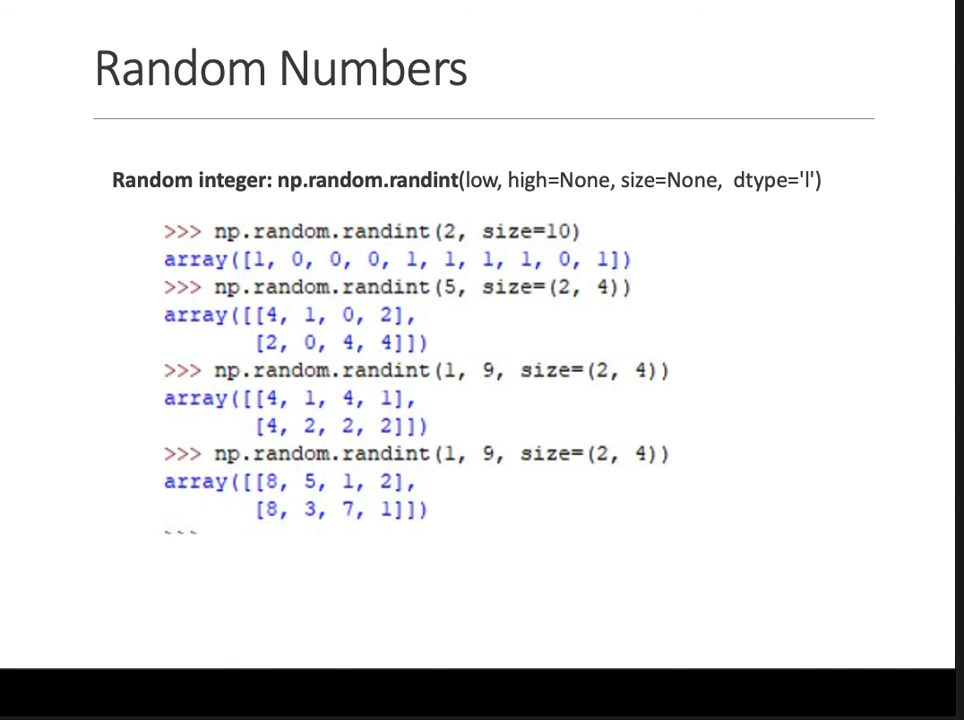 Random Numbers
Random integer: np.random.randint(low, high=None, size=None, dtype='l')
>>> np.random.randint(2, size=10)
array([1, 0, 0, 0, 1, 1, 1, 1, 0, 1])
>>> np.random.randint(5, size=(2, 4))
array([[4, 1, 0, 2],
[2, 0, 4, 4]])
>>> np.random.randint(1, 9, size=(2, 4))
array([[4, 1, 4, 1],
[4, 2, 2, 2]])
>>> np.random.randint(1, 9, size=(2, 4))
array([[8, 5, 1, 2],
[8, 3, 7, 1]])